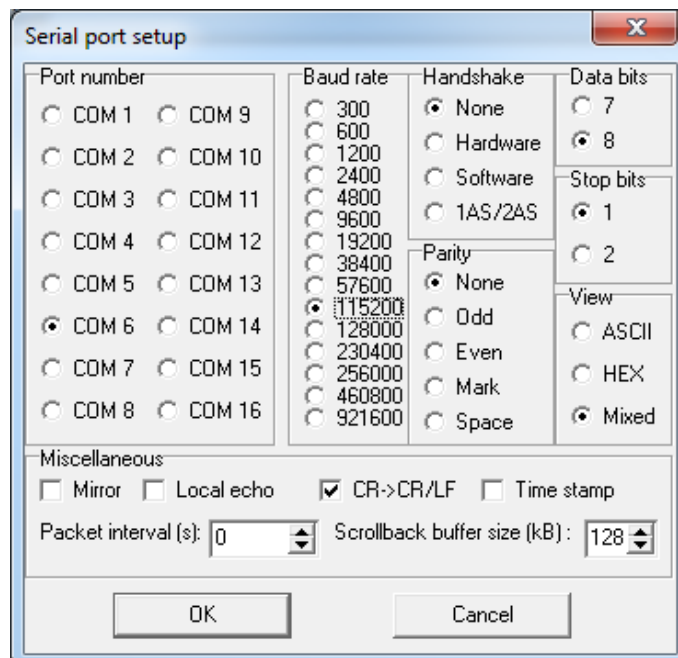 Serial port setup
Port number
COM 1
COM 2
COM 3
COM 4
COM 5
COM 6
COM 7
COM 8
COM 9
COM 10
COM 11
COM 12
COM 13
COM 14
COM 15
COM 16
Baud rate
300
600
1200
2400
4800
9600
19200
38400
57600
115200
128000
230400
256000
460800
921600
Handshake
None
Hardware
Software
1AS/2AS
Parity
None
Odd
Even
Mark
Space
Data bits
7
8
Stop bits
1
2
View
ASCII
HEX
Mixed
Miscellaneous
Mirror Local echo CR->CR/LF Time stamp
Packet interval (s): 0 Scrollback buffer size (kB) : 128
OK Cancel